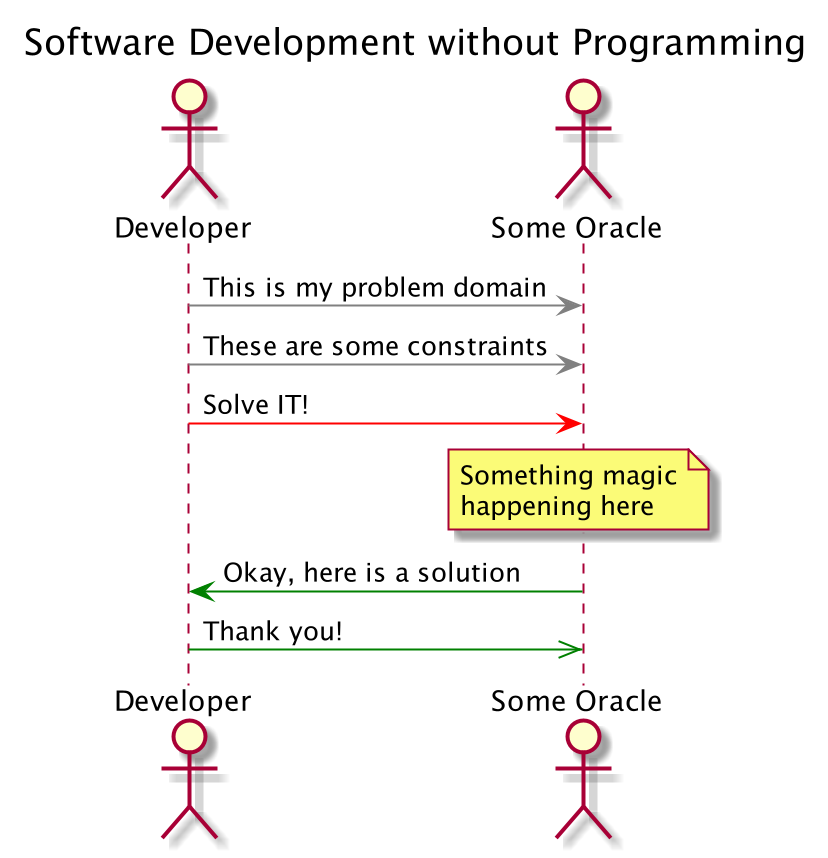 Software Development without Programming
Developer
Some Oracle
This is my problem domain
These are some constraints
Solve IT!
Something magic
happening here
Okay, here is a solution
Thank you!
Developer
Some Oracle